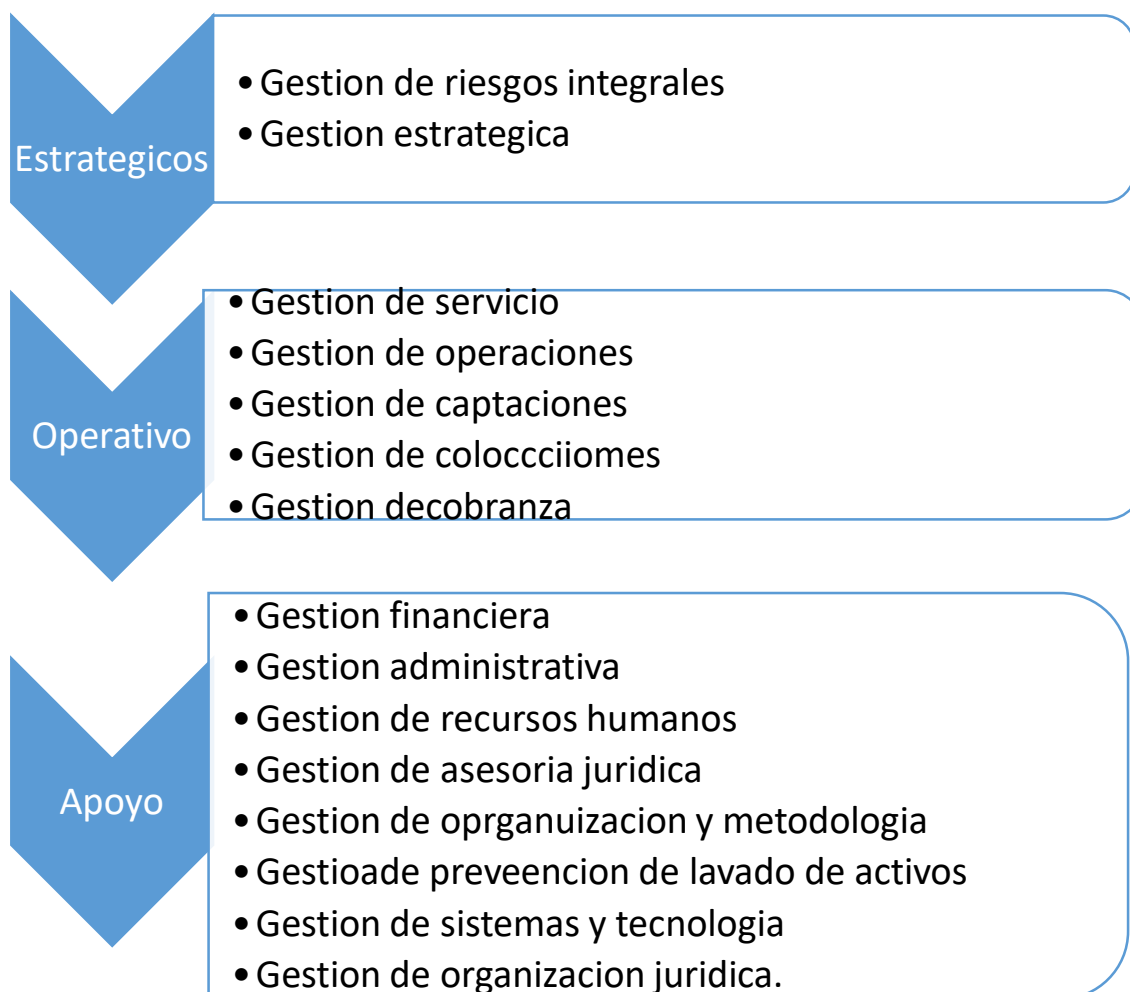 Estrategicos
•Gestion de riesgos integrales
•Gestion estrategica
Operativo
•Gestion de servicio
•Gestion de operaciones
•Gestion de captaciones
•Gestion de coloccciiomes
•Gestion decobranza
Apoyo
•Gestion financiera
•Gestion administrativa
•Gestion de recursos humanos
•Gestion de asesoria juridica
•Gestion de oprganuizacion y metodologia
•Gestioade preveencion de lavado de activos
•Gestion de sistemas y tecnologia
•Gestion de organizacion juridica.